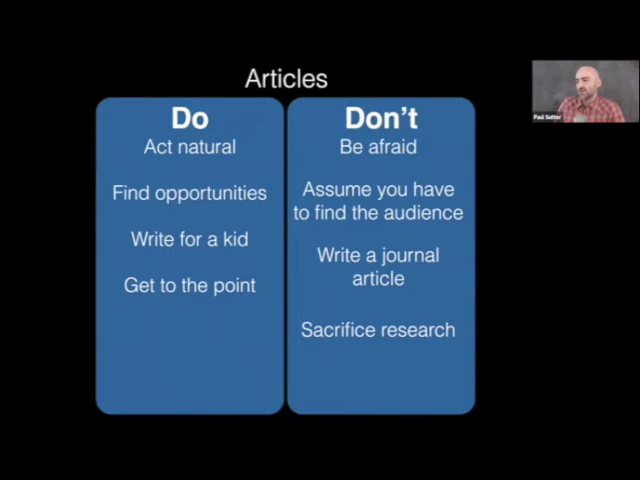 Articles
Do
Act natural
Find opportunities
Write for a kid
Get to the point
Don't
Be afraid
Assume you have
to find the audience
Write a journal
article
Sacrifice research
Paul Sutter